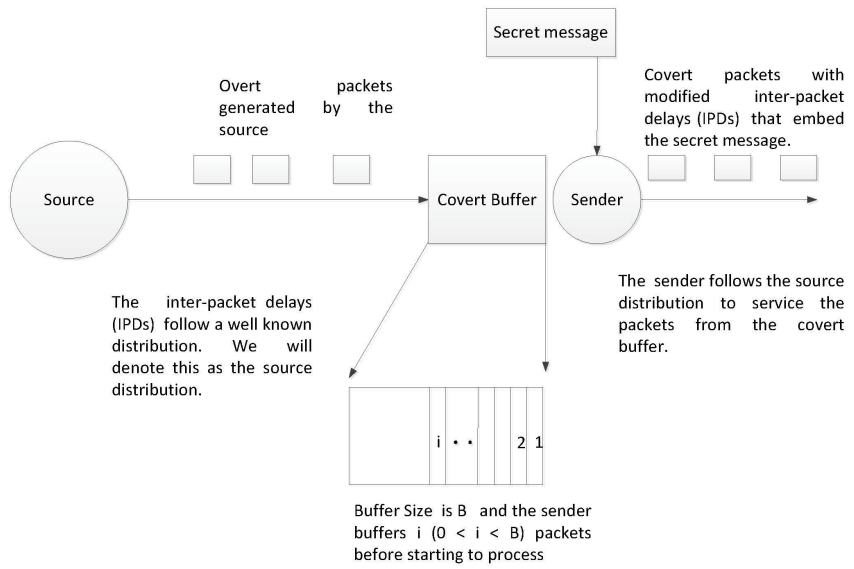 Secret message
Overt packets
generated by the
source
Covert packets with
modified inter-packet
delays (IPDs) that embed
the secret message.
Source
Covert Buffer
Sender
The inter-packet delays
(IPDs) follow a well known
distribution. We will
denote this as the source
distribution.
The sender follows the source
distribution to service the
packets from the covert
buffer.
i • • 2 1
Buffer Size is B and the sender
buffers i (0 < i < B) packets
before starting to process